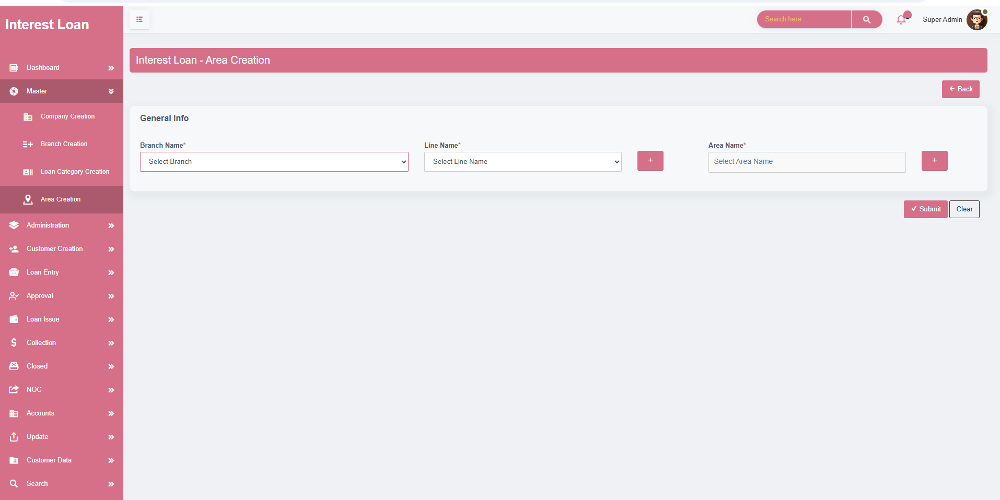 Interest Loan
Search here ...
Super Admin
Dashboard
Master
Company Creation
Branch Creation
Loan Category Creation
Area Creation
Administration
Customer Creation
Loan Entry
Approval
Loan Issue
Collection
Closed
NOC
Accounts
Update
Customer Data
Search
Interest Loan - Area Creation
Back
General Info
Branch Name*
Line Name*
Area Name*
Select Branch
Select Line Name
+
Select Area Name
+
Submit
Clear